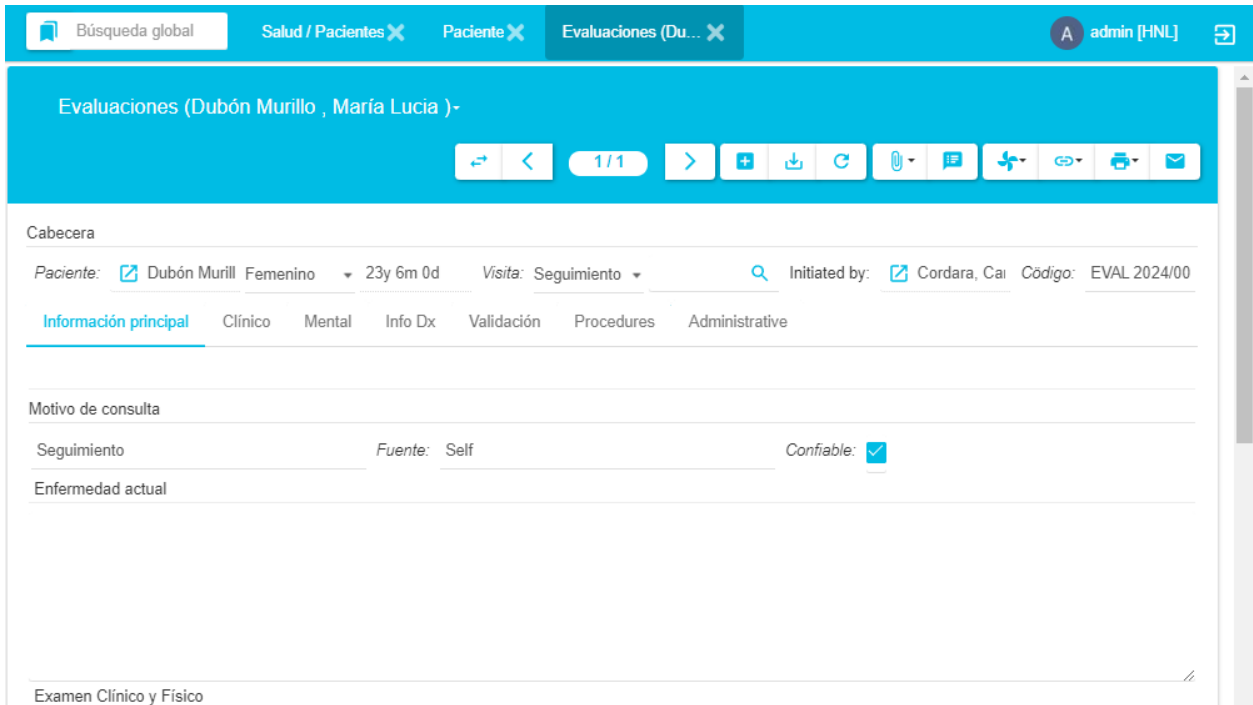 Búsqueda global Salud / Pacientes Paciente Evaluaciones (Du... A admin [HNL]
Evaluaciones (Dubón Murillo , María Lucia )
1 / 1
Cabecera
Paciente: Dubón Murill Femenino 23y 6m 0d Visita: Seguimiento Initiated by: Cordara, Car Código: EVAL 2024/00
Información principal Clínico Mental Info Dx Validación Procedures Administrative
Motivo de consulta
Seguimiento Fuente: Self Confiable:
Enfermedad actual
Examen Clínico y Físico